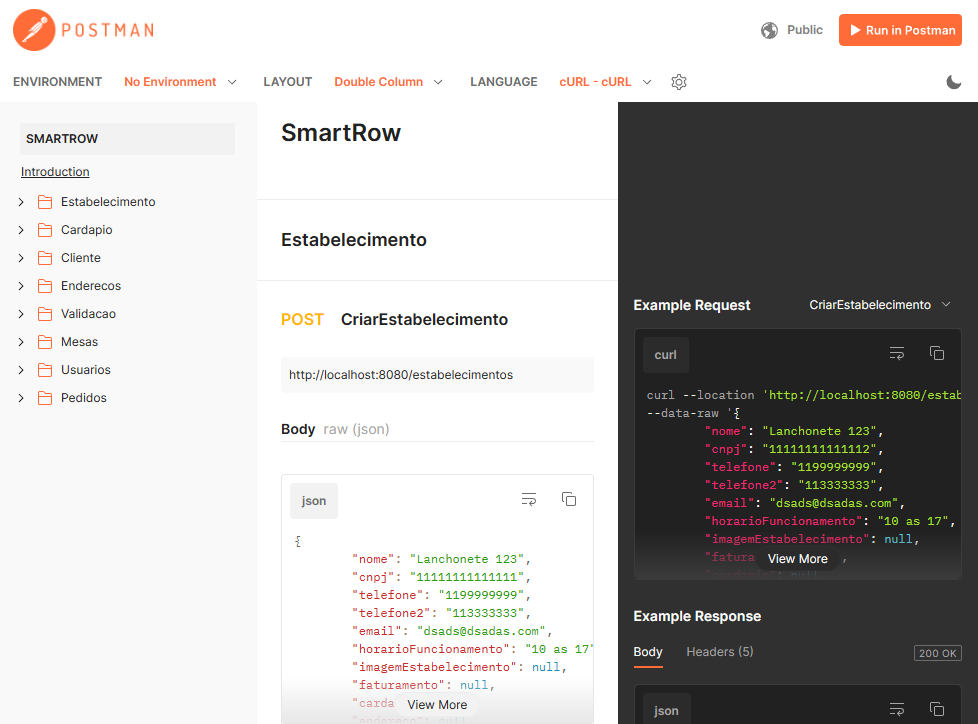 POSTMAN
Public
Run in Postman
ENVIRONMENT No Environment LAYOUT Double Column LANGUAGE cURL - cURL
SMARTROW
Introduction
Estabelecimento
Cardapio
Cliente
Enderecos
Validacao
Mesas
Usuarios
Pedidos
SmartRow
Estabelecimento
POST CriarEstabelecimento
http://localhost:8080/estabelecimentos
Body raw (json)
json
{
"nome": "Lanchonete 123",
"cnpj": "11111111111111",
"telefone": "1199999999",
"telefone2": "113333333",
"email": "dsads@dsadas.com",
"horarioFuncionamento": "10 as 17"
"imagemEstabelecimento": null,
"faturamento": null,
"carda
View More
Example Request CriarEstabelecimento
curl
curl --location 'http://localhost:8080/estab
--data-raw '{
"nome": "Lanchonete 123",
"cnpj": "11111111111112",
"telefone": "1199999999",
"telefone2": "113333333",
"email": "dsads@dsadas.com",
"horarioFuncionamento": "10 as 17",
"imagemEstabelecimento": null,
"fatura ,
View More
Example Response
Body Headers (5) 200 OK
json